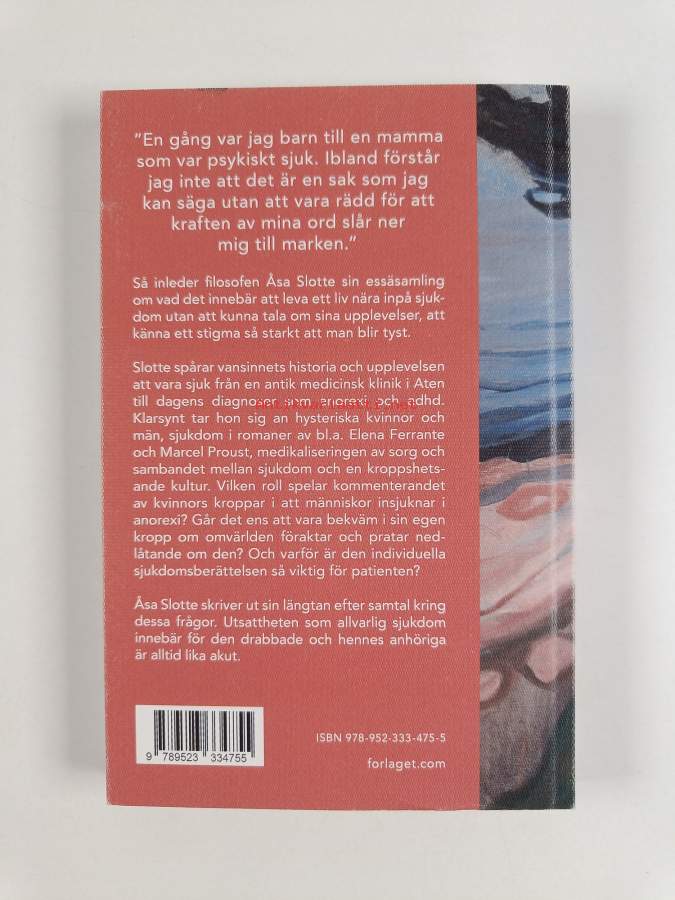 ”En gång var jag barn till en mamma
som var psykiskt sjuk. Ibland förstår
jag inte att det är en sak som jag
kan säga utan att vara rädd för att
kraften av mina ord slår ner
mig till marken.”
Så inleder filosofen Åsa Slotte sin essäsamling
om vad det innebär att leva ett liv nära inpå sjuk-
dom utan att kunna tala om sina upplevelser, att
känna ett stigma så starkt att man blir tyst.
Slotte spårar vansinnets historia och upplevelsen
att vara sjuk från en antik medicinsk klinik i Aten
till dagens diagnoser som anorexi och adhd.
antikvariaatti.net
Klarsynt tar hon sig an hysteriska kvinnor och
män, sjukdom i romaner av bl.a. Elena Ferrante
och Marcel Proust, medikaliseringen av sorg och
sambandet mellan sjukdom och en kroppshets-
ande kultur. Vilken roll spelar kommenterandet
av kvinnors kroppar i att människor insjuknar i
anorexi? Går det ens att vara bekväm i sin egen
kropp om omvärlden föraktar och pratar ned-
låtande om den? Och varför är den individuella
sjukdomsberättelsen så viktig för patienten?
Åsa Slotte skriver ut sin längtan efter samtal kring
dessa frågor. Utsattheten som allvarlig sjukdom
innebär för den drabbade och hennes anhöriga
är alltid lika akut.
ISBN 978-952-333-475-5
forlaget.com
9 789523 334755